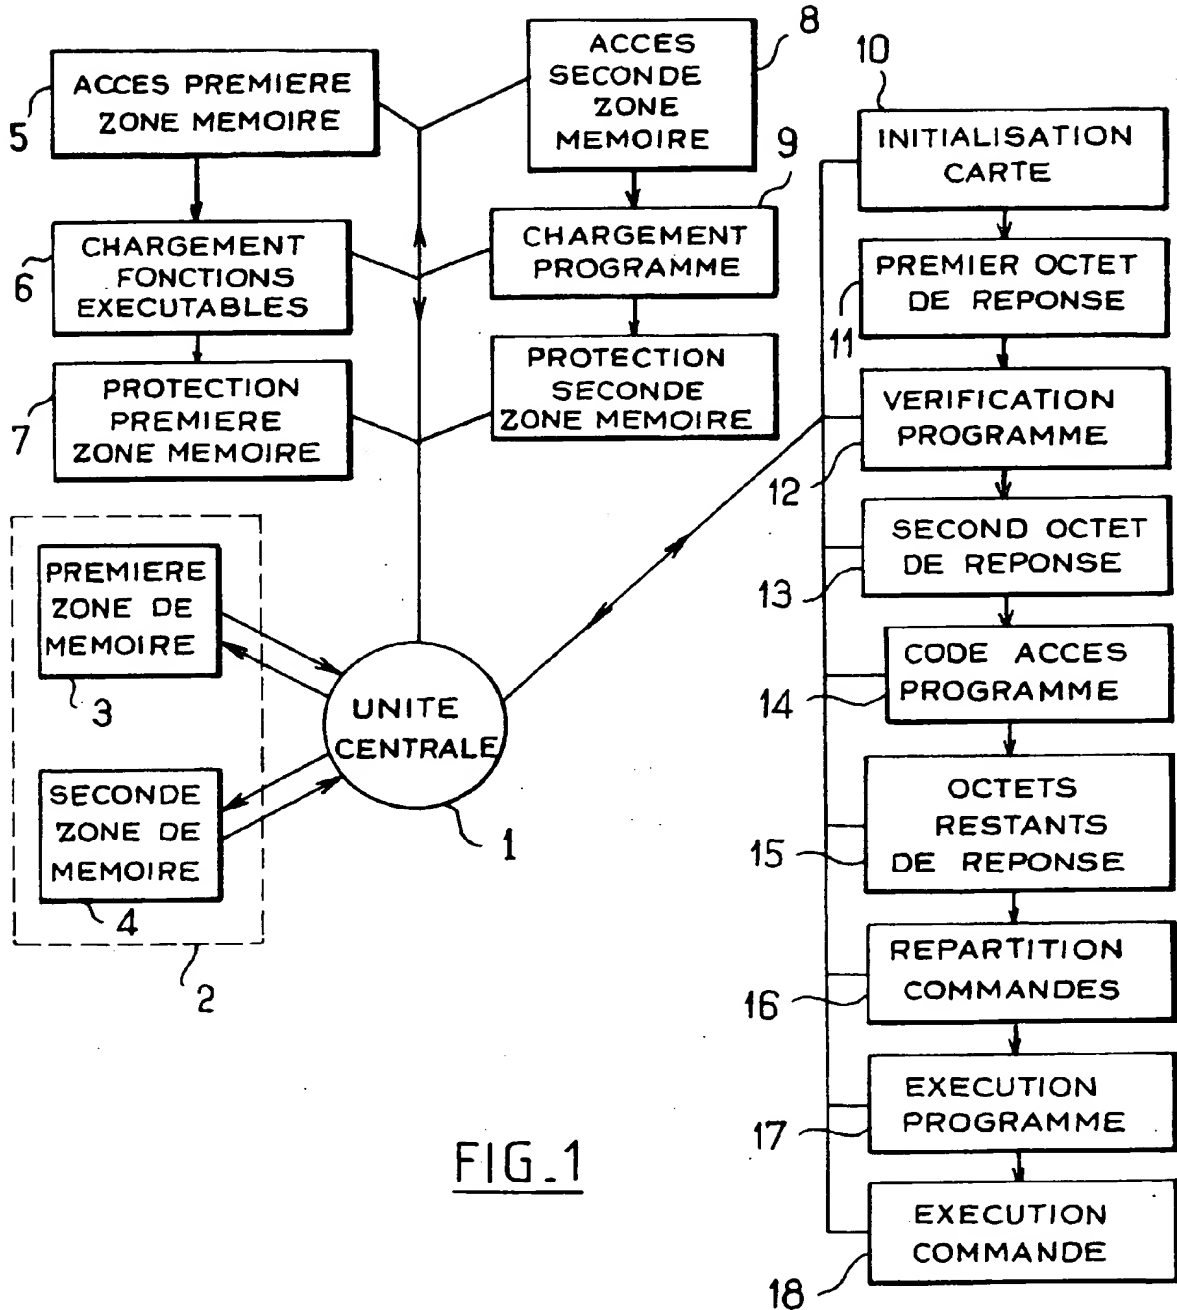 5
ACCES PREMIERE
ZONE MEMOIRE
6
CHARGEMENT
FONCTIONS
EXECUTABLES
7
PROTECTION
PREMIERE
ZONE MEMOIRE
8
ACCES
SECONDE
ZONE
MEMOIRE
9
CHARGEMENT
PROGRAMME
PROTECTION
SECONDE
ZONE MEMOIRE
PREMIERE
ZONE DE
MEMOIRE
3
SECONDE
ZONE DE
MEMOIRE
4
2
UNITE
CENTRALE
1
10
INITIALISATION
CARTE
PREMIER OCTET
DE REPONSE
11
VERIFICATION
PROGRAMME
12
SECOND OCTET
DE REPONSE
13
CODE ACCES
PROGRAMME
14
OCTETS
RESTANTS
DE REPONSE
15
REPARTITION
COMMANDES
16
EXECUTION
PROGRAMME
17
EXECUTION
COMMANDE
18
FIG_1